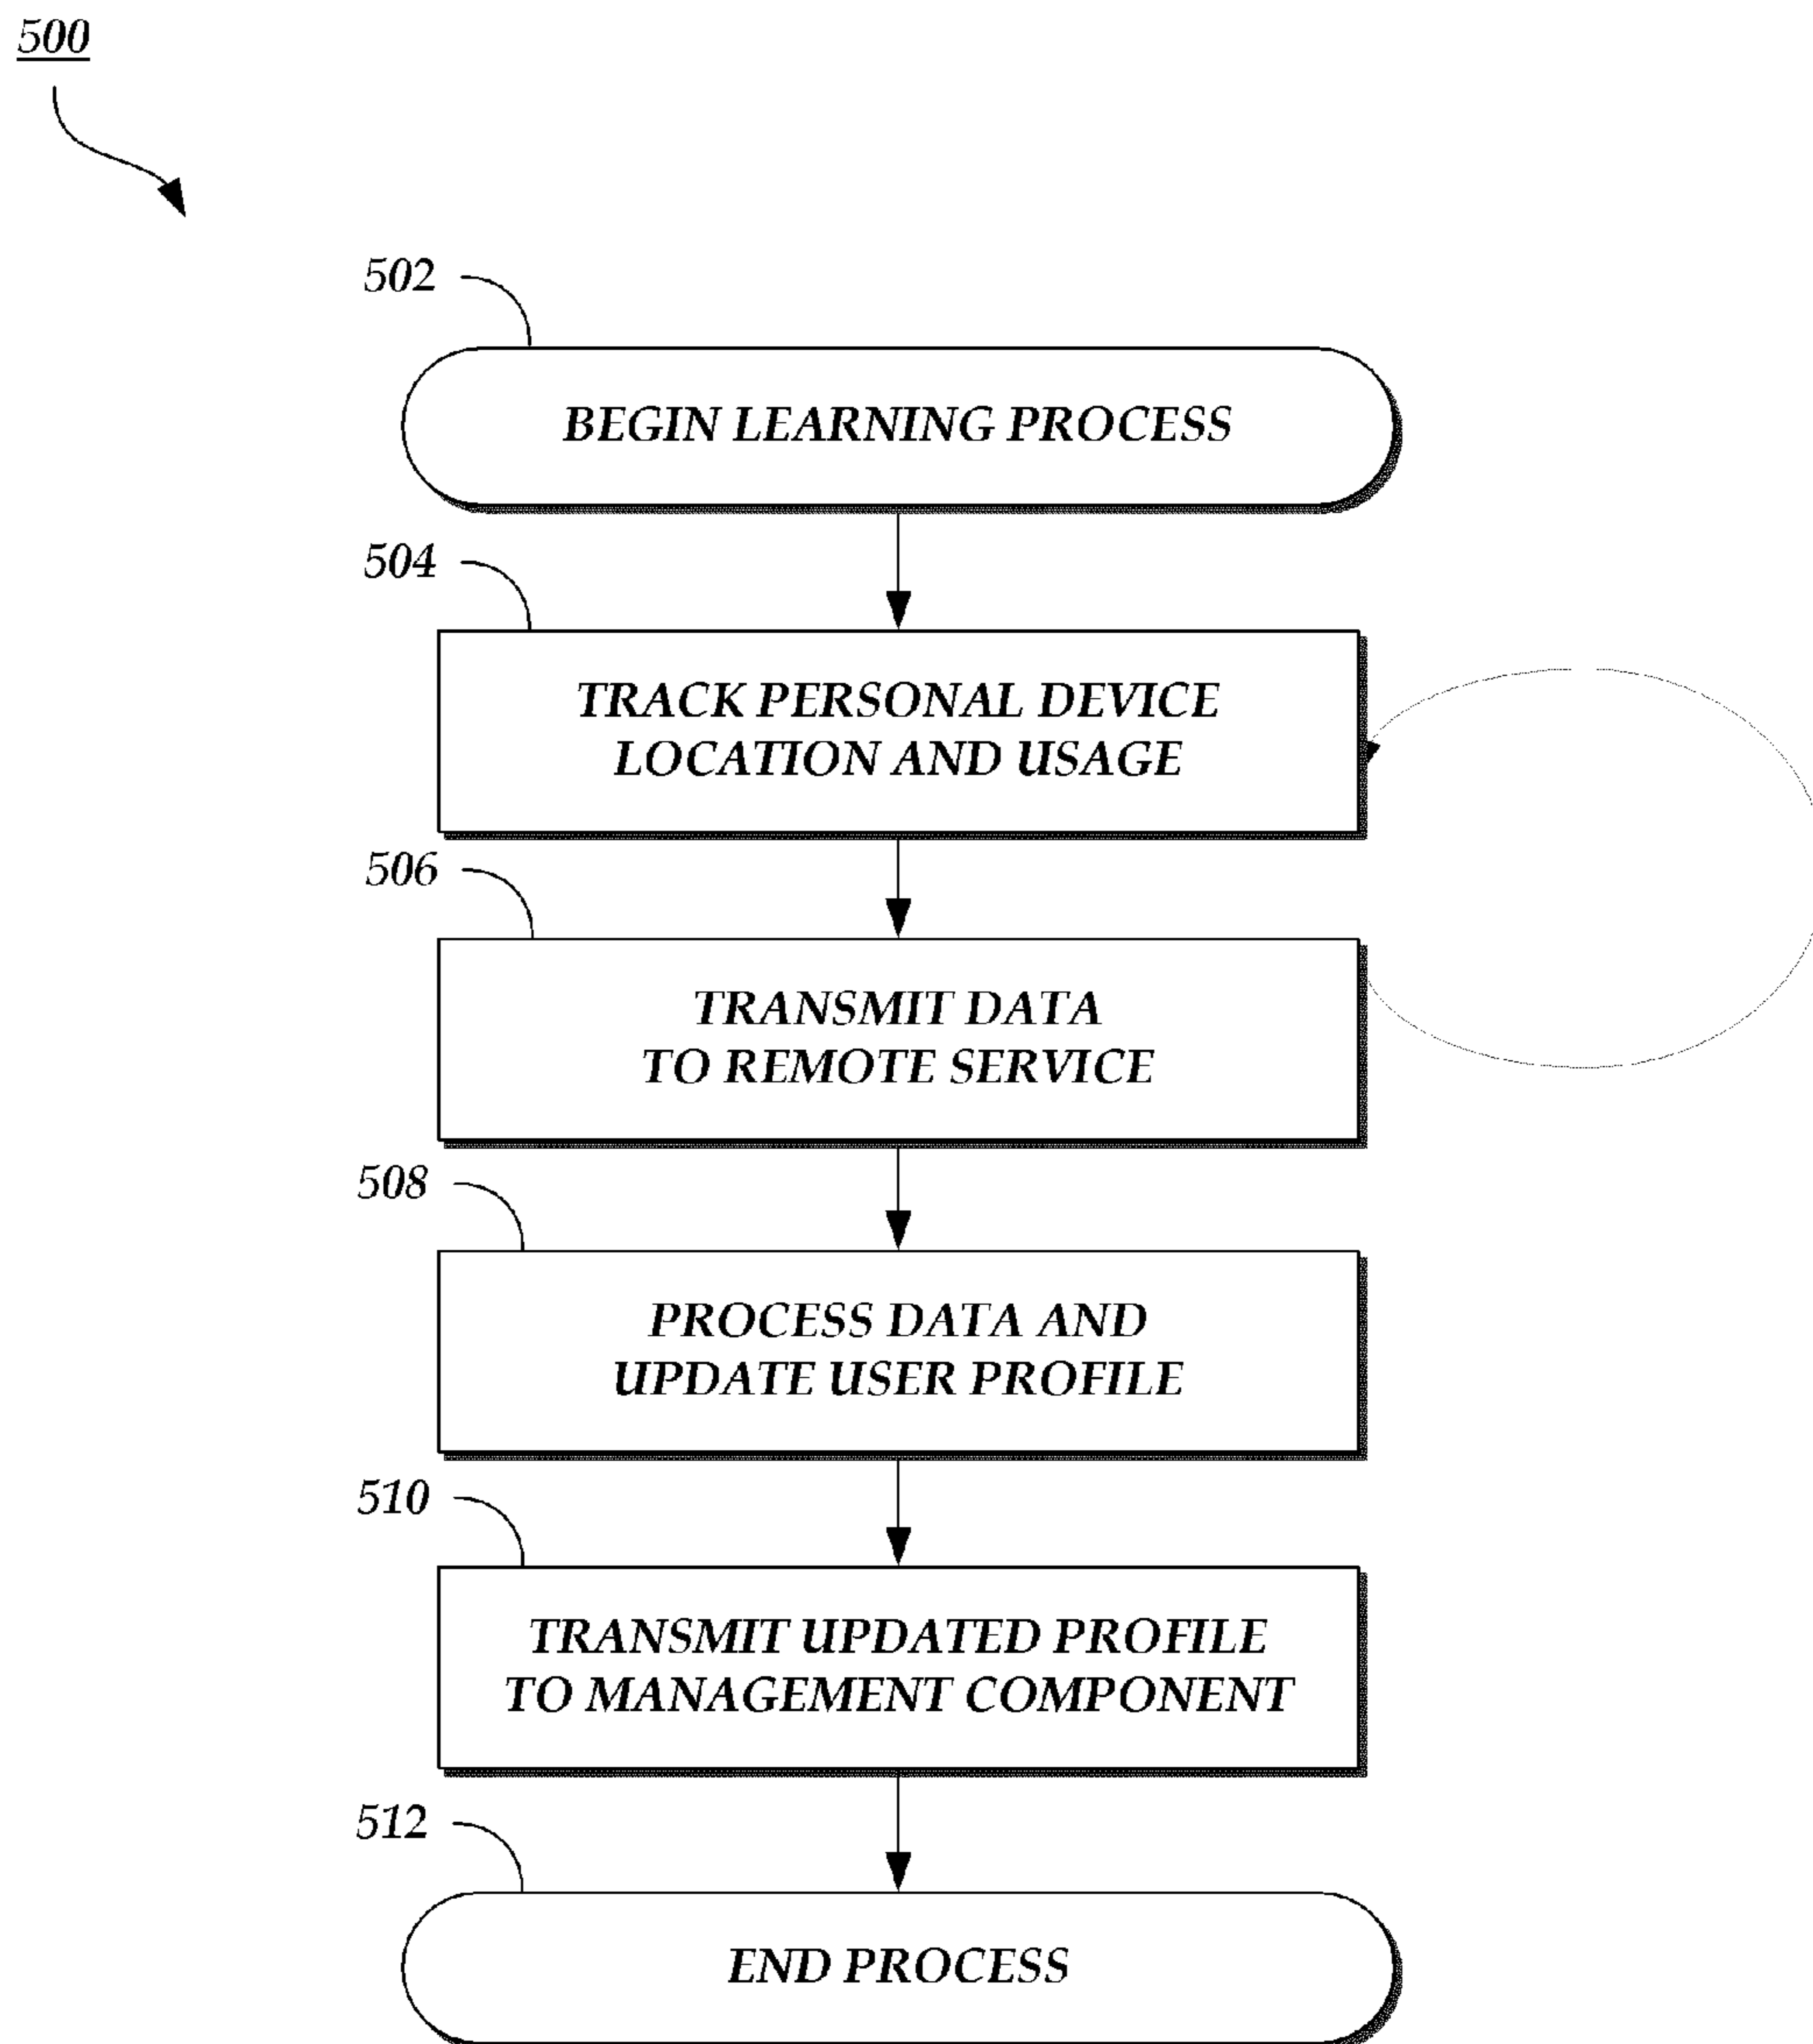 500
502
BEGIN LEARNING PROCESS
504
TRACK PERSONAL DEVICE
LOCATION AND USAGE
506
TRANSMIT DATA
TO REMOTE SERVICE
508
PROCESS DATA AND
UPDATE USER PROFILE
510
TRANSMIT UPDATED PROFILE
TO MANAGEMENT COMPONENT
512
END PROCESS